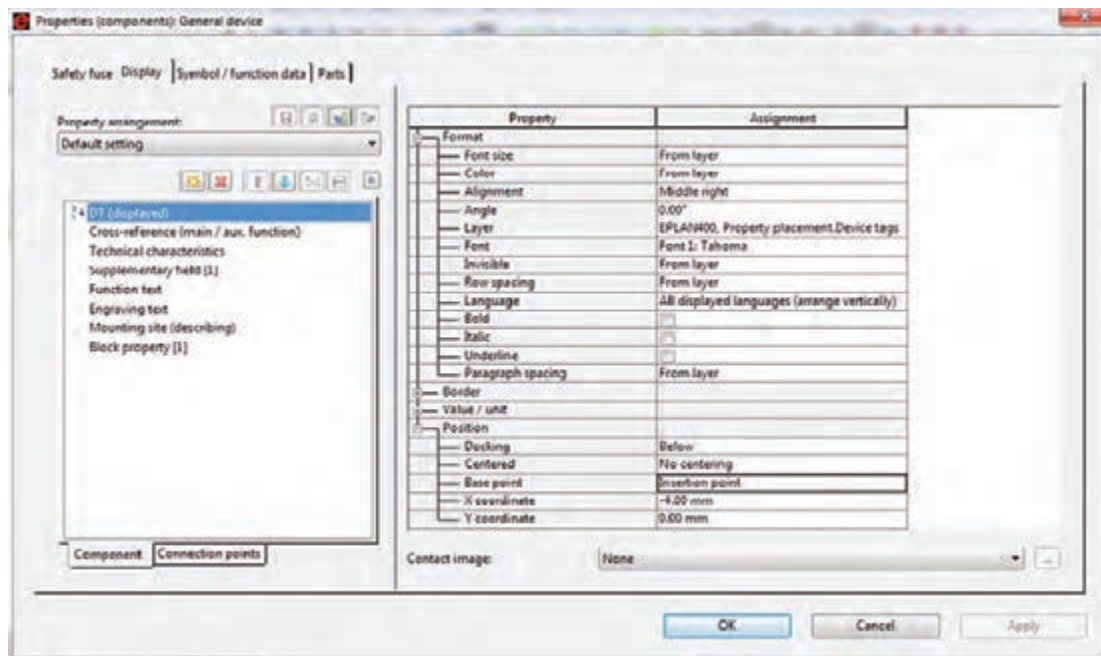 Properties (components): General device
Safety fuse Display Symbol / function data Parts
Property arrangement:
Default setting
DT (displayed)
Cross-reference (main / aux. function)
Technical characteristics
Supplementary field [1]
Function text
Engraving text
Mounting site (describing)
Block property [1]
Component Connection points
Property Assignment
Format
Font size From layer
Color From layer
Alignment Middle right
Angle 0.00°
Layer EPLAN400, Property placement.Device tags
Font Font 1: Tahoma
Invisible From layer
Row spacing From layer
Language All displayed languages (arrange vertically)
Bold
Italic
Underline
Paragraph spacing From layer
Border
Value / unit
Position
Docking Below
Centered No centering
Base point Insertion point
X coordinate -4.00 mm
Y coordinate 0.00 mm
Contact image: None ...
OK Cancel Apply